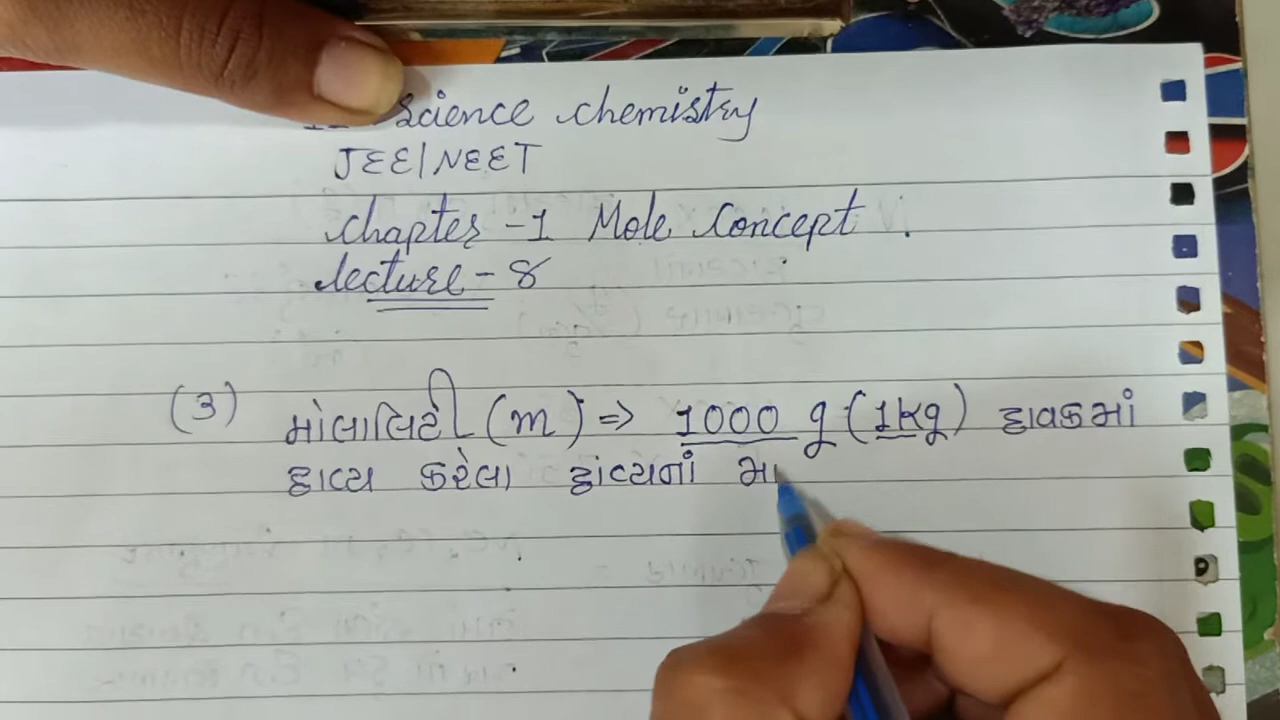 science chemistry
JEE/NEET
chapter -1 Mole Concept.
lecture - 8
(3) મોલાલિટી (m) => 1000 g (1kg) દ્રાવકમાં
દ્રાવ્ય કરેલા દ્રાવ્યનાં મા